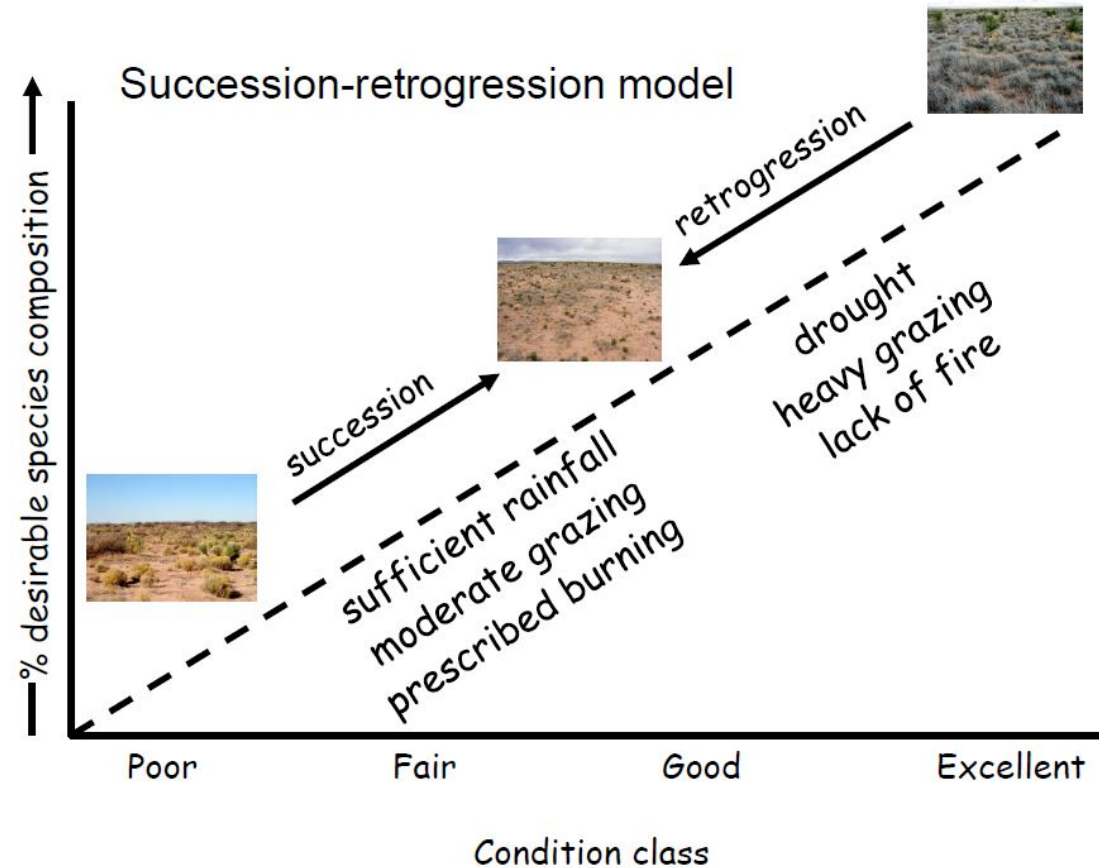 Succession-retrogression model
% desirable species composition
retrogression
succession
drought
heavy grazing
lack of fire
sufficient rainfall
moderate grazing
prescribed burning
Poor
Fair
Good
Excellent
Condition class